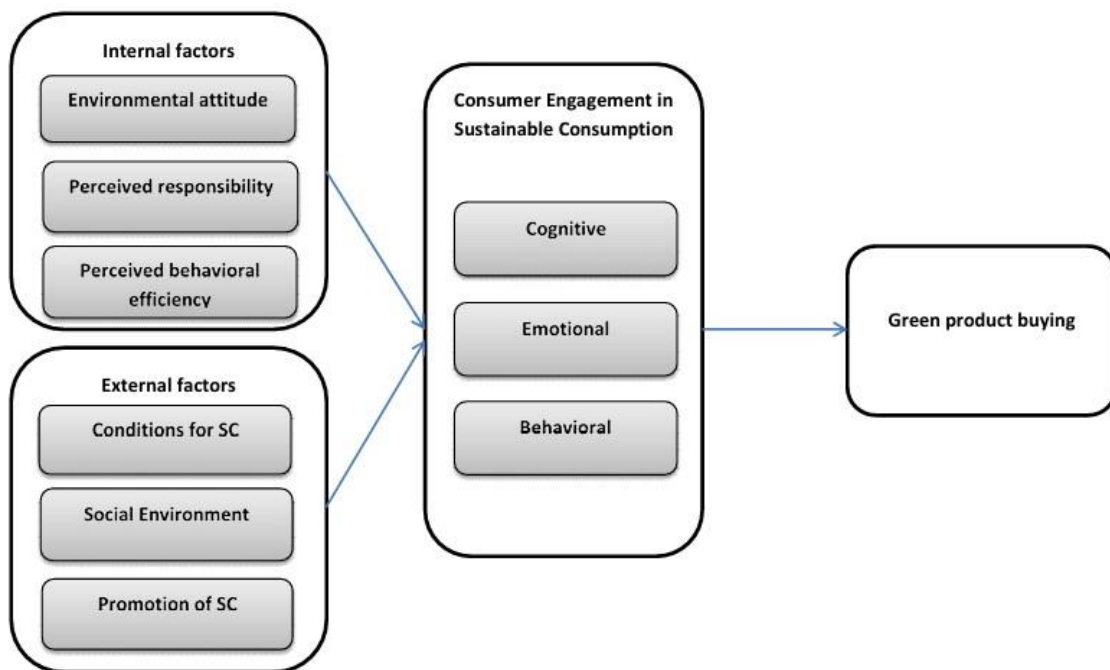 Internal factors
Environmental attitude
Perceived responsibility
Perceived behavioral
efficiency
External factors
Conditions for SC
Social Environment
Promotion of SC
Consumer Engagement in
Sustainable Consumption
Cognitive
Emotional
Behavioral
Green product buying